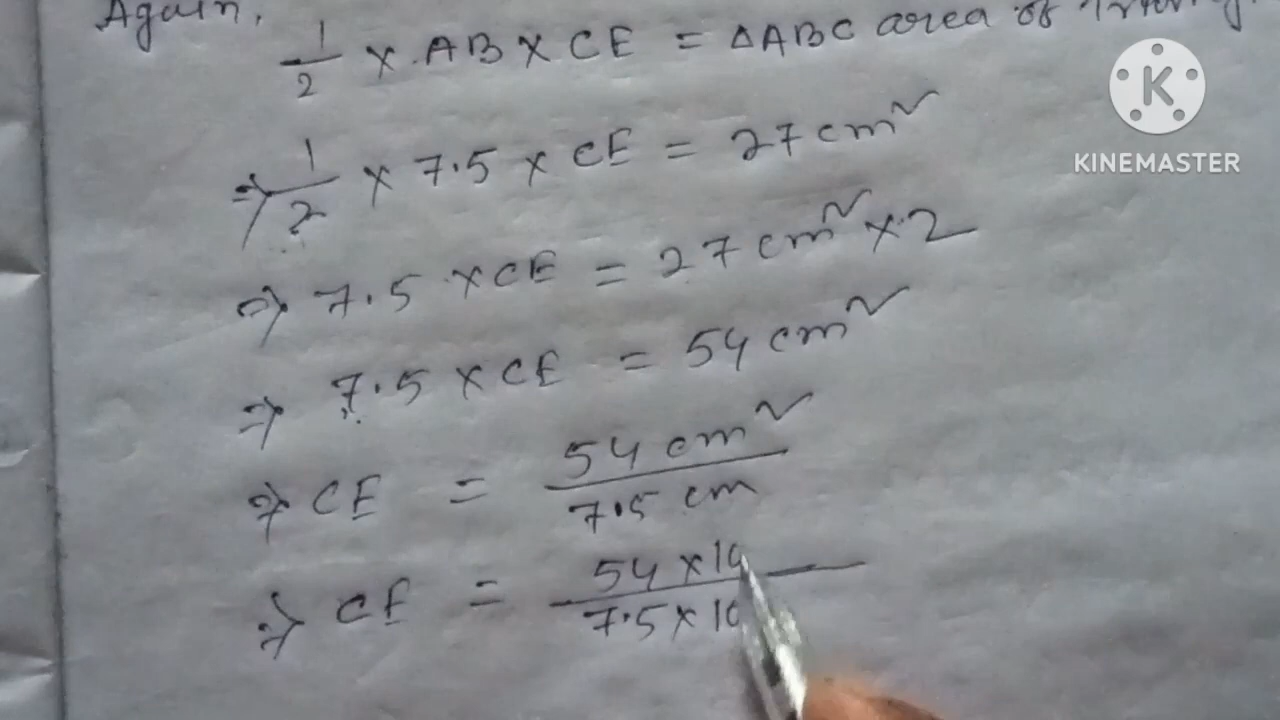 Again,
1/2 × AB × CE = ΔABC area of
⇒ 1/2 × 7.5 × CE = 27 cm²
⇒ 7.5 × CE = 27 cm² × 2
⇒ 7.5 × CE = 54 cm²
⇒ CE = 54 cm² / 7.5 cm
⇒ CE = 54 × 10 / 7.5 × 10
K
KINEMASTER